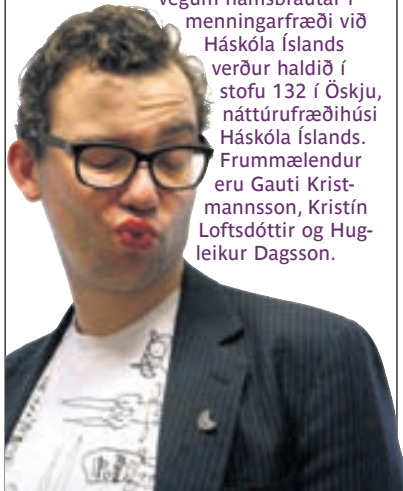 vegum námsbrautar í
menningarfræði við
Háskóla Íslands
verður haldið í
stofu 132 í Öskju,
náttúrufræðihúsi
Háskóla Íslands.
Frummælendur
eru Gauti Krist-
mannsson, Kristín
Loftsdóttir og Hug-
leikur Dagsson.